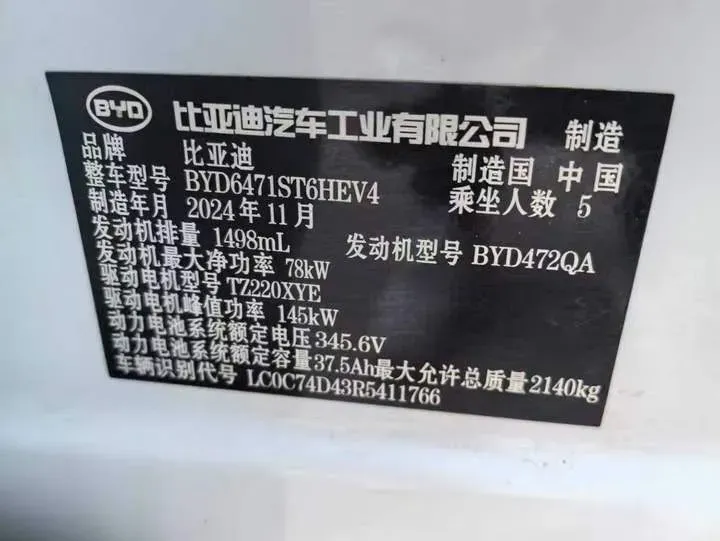 BYD 比亚迪汽车工业有限公司 制造
品牌 比亚迪 制造国 中国
整车型号 BYD6471ST6HEV4 乘坐人数 5
制造年月 2024年11月
发动机排量 1498mL 发动机型号 BYD472QA
发动机最大净功率 78kW
驱动电机型号 TZ220XYE
驱动电机峰值功率 145kW
动力电池系统额定电压 345.6V
动力电池系统额定容量 37.5Ah 最大允许总质量 2140kg
车辆识别代号 LC0C74D43R5411766